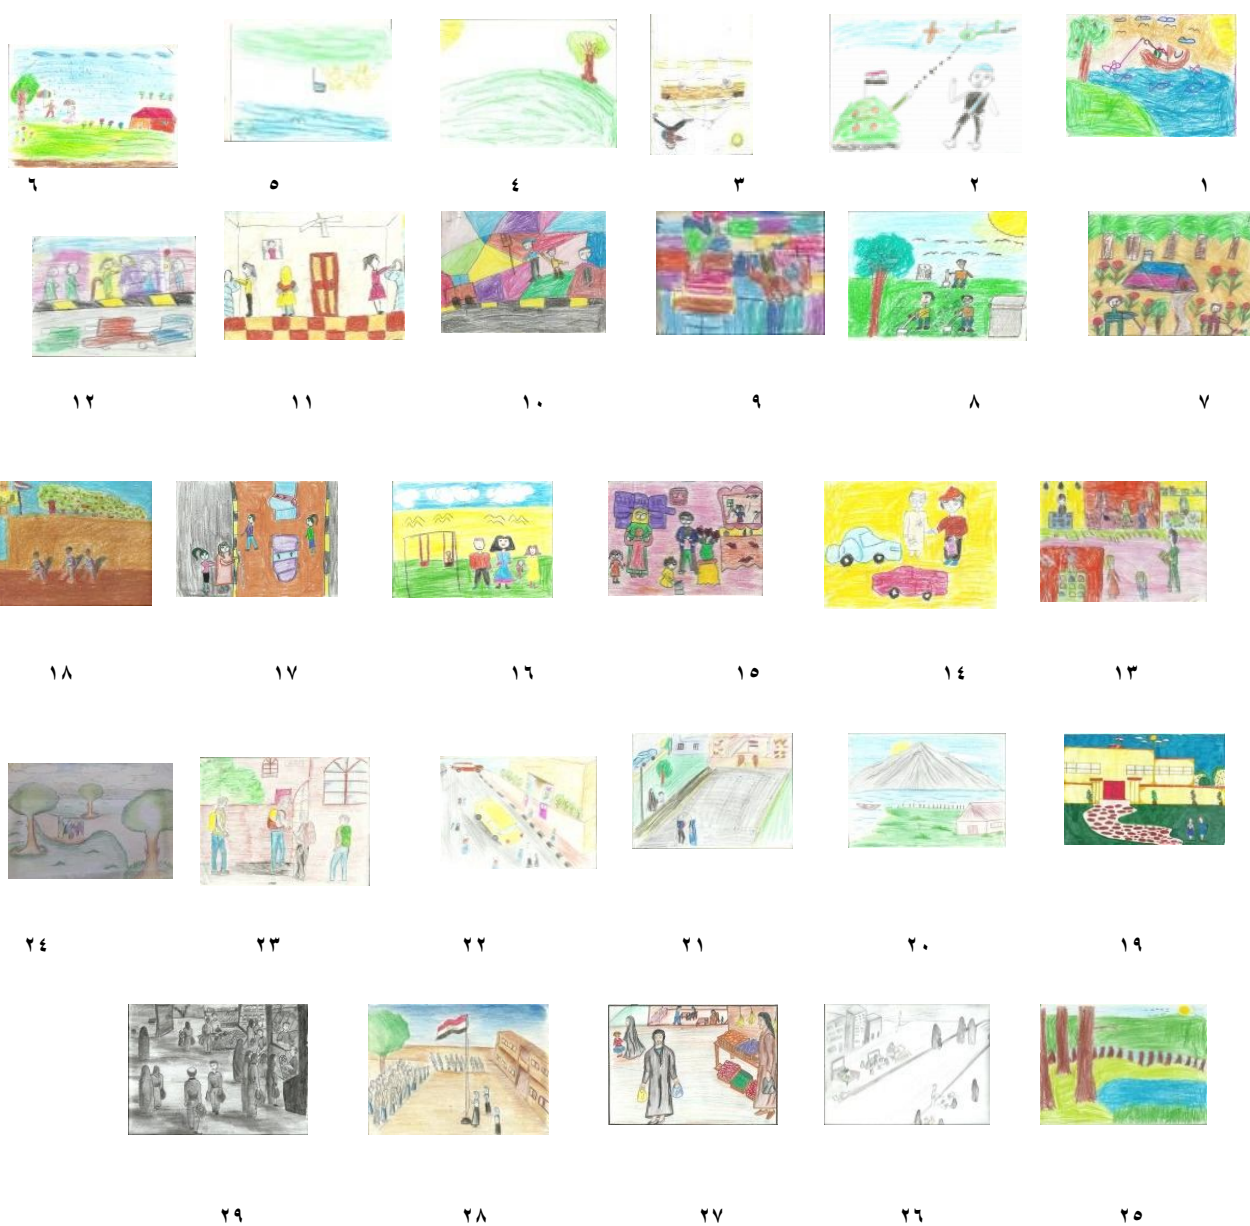 ١ ٢ ٣ ٤ ٥ ٦
٧ ٨ ٩ ١٠ ١١ ١٢
١٣ ١٤ ١٥ ١٦ ١٧ ١٨
١٩ ٢٠ ٢١ ٢٢ ٢٣ ٢٤
٢٥ ٢٦ ٢٧ ٢٨ ٢٩